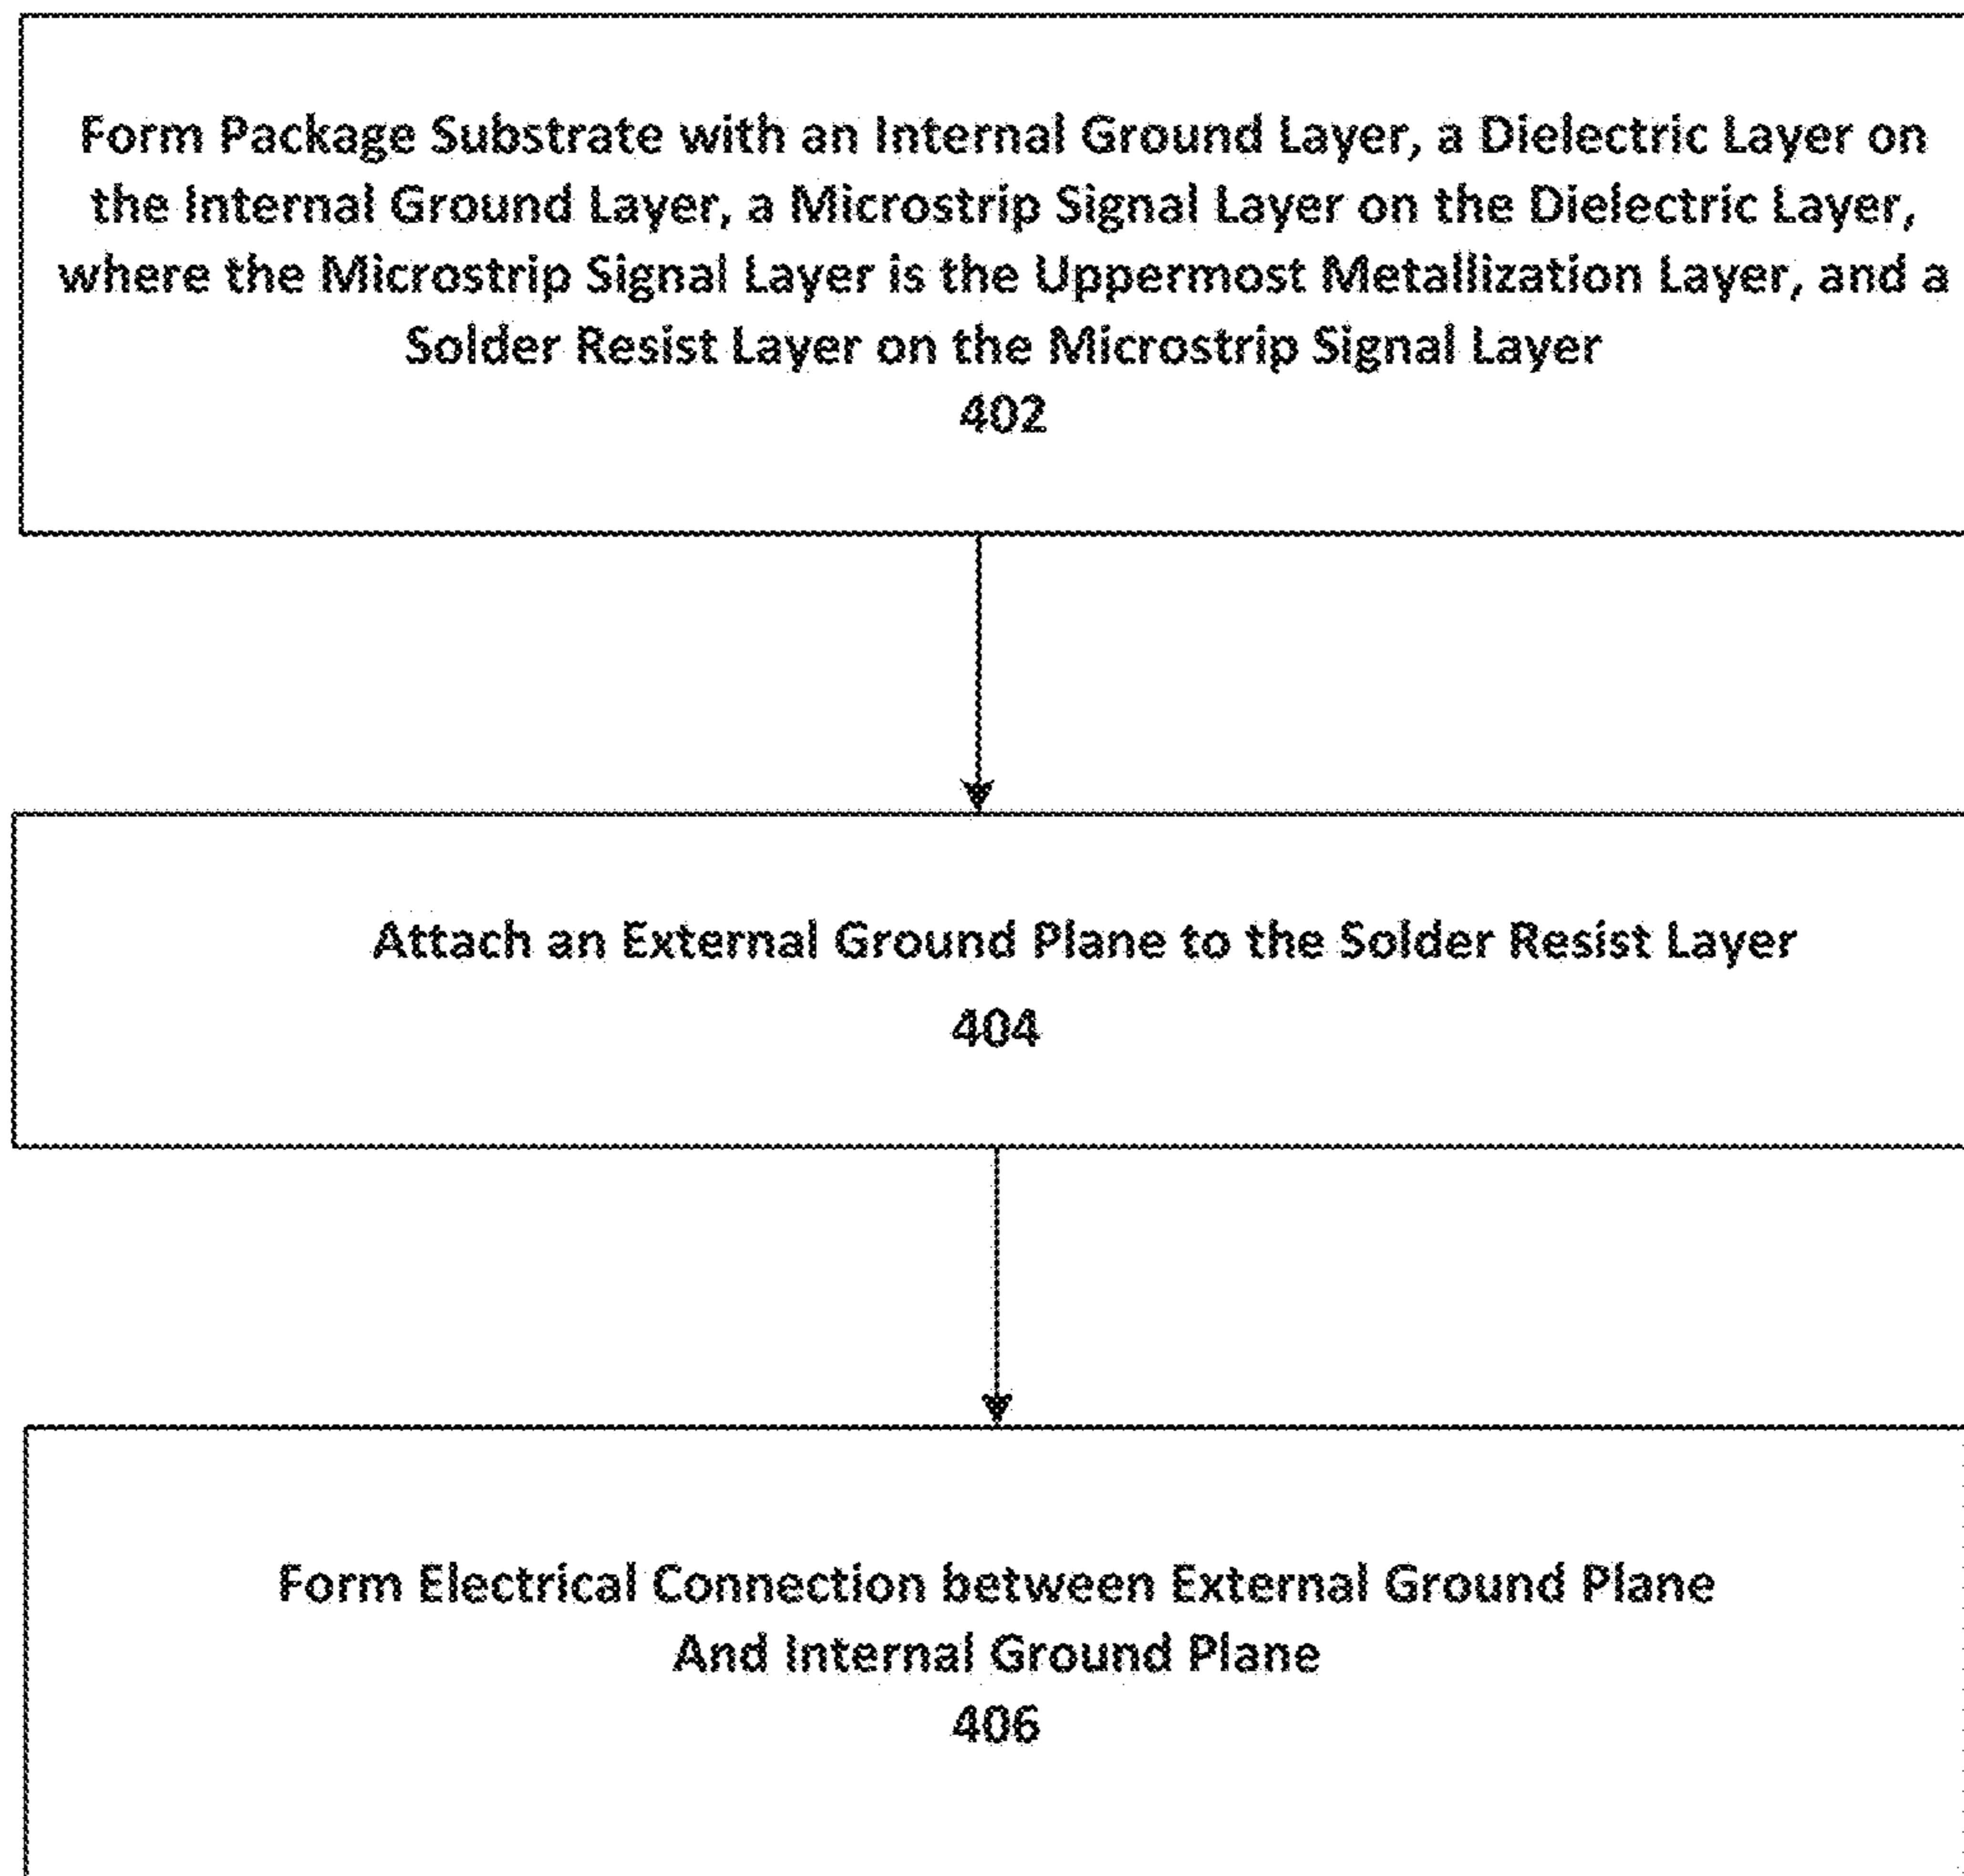 Form Package Substrate with an Internal Ground Layer, a Dielectric Layer on
the Internal Ground Layer, a Microstrip Signal Layer on the Dielectric Layer,
where the Microstrip Signal Layer is the Uppermost Metallization Layer, and a
Solder Resist Layer on the Microstrip Signal Layer
402
Attach an External Ground Plane to the Solder Resist Layer
404
Form Electrical Connection between External Ground Plane
And Internal Ground Plane
406